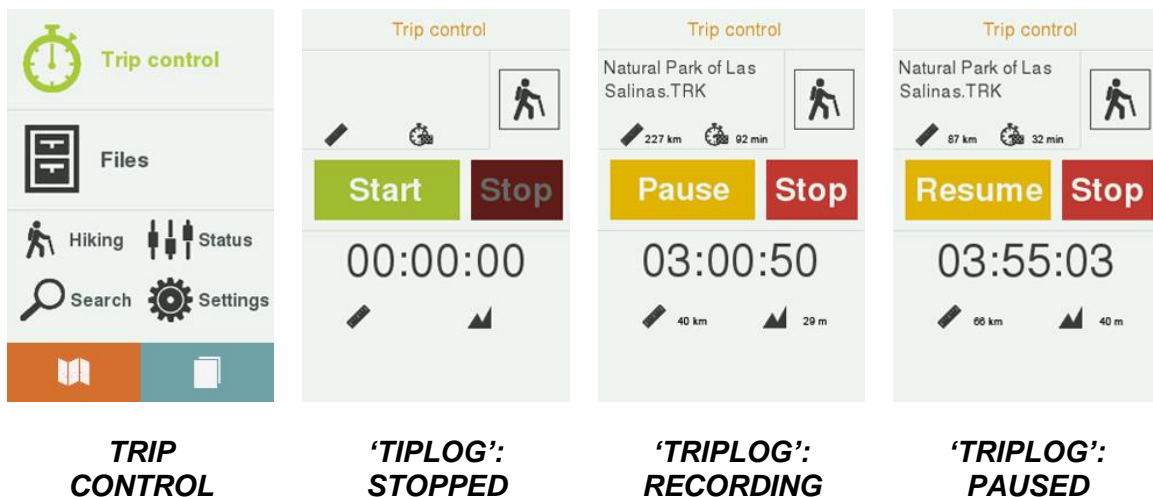 Trip control
Files
Hiking
Status
Search
Settings
TRIP
CONTROL
Trip control
Start
Stop
00:00:00
‘TIPLOG’:
STOPPED
Trip control
Natural Park of Las
Salinas.TRK
227 km
92 min
Pause
Stop
03:00:50
40 km
29 m
‘TRIPLOG’:
RECORDING
Trip control
Natural Park of Las
Salinas.TRK
87 km
32 min
Resume
Stop
03:55:03
66 km
40 m
‘TRIPLOG’:
PAUSED